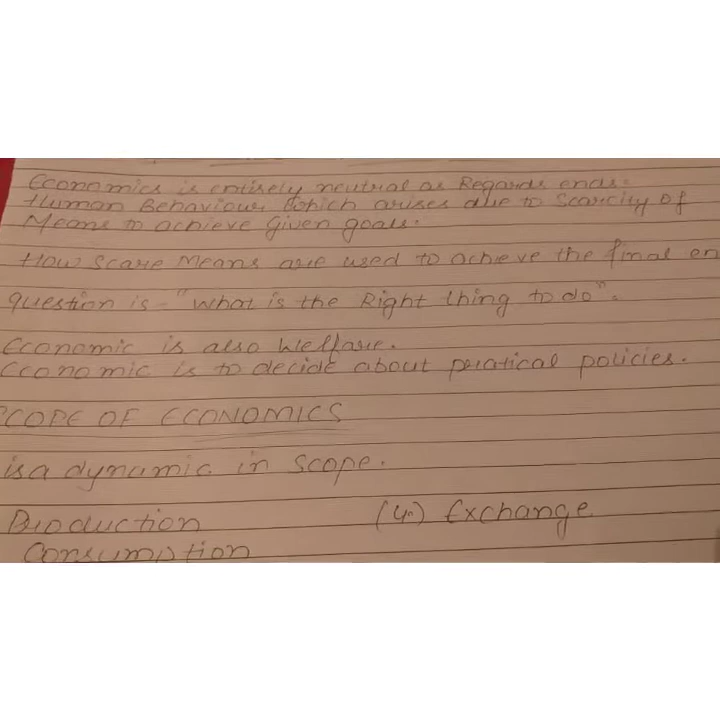 Economics is entirely neutral as Regards ends.
Human Behaviour, which arises due to Scarcity of
Means to achieve Given goals.
How scare Means are used to achieve the final en
question is - "What is the Right thing to do".
Economic is also Welfare.
Economic is to decide about pratical policies.
SCOPE OF ECONOMICS
is a dynamic in scope.
Production (4.) Exchange
Consumption